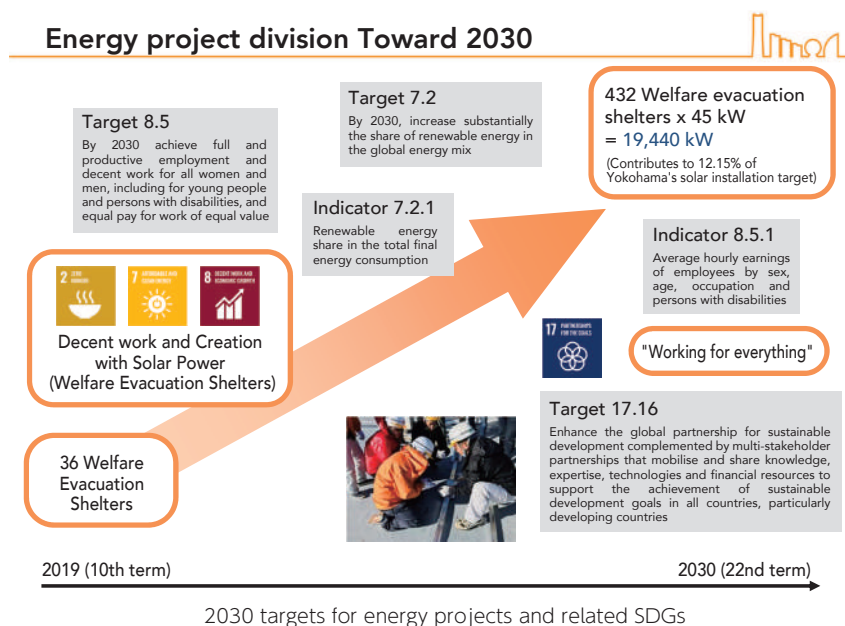 Energy project division Toward 2030
Target 8.5
By 2030 achieve full and
productive employment and
decent work for all women and
men, including for young people
and persons with disabilities, and
equal pay for work of equal value
Target 7.2
By 2030, increase substantially
the share of renewable energy in
the global energy mix
432 Welfare evacuation
shelters x 45 kW
= 19,440 kW
(Contributes to 12.15% of
Yokohama's solar installation target)
Indicator 7.2.1
Renewable energy
share in the total final
energy consumption
Indicator 8.5.1
Average hourly earnings
of employees by sex,
age, occupation and
persons with disabilities
2 ZERO
HUNGER
7 AFFORDABLE AND
CLEAN ENERGY
8 DECENT WORK AND
ECONOMIC GROWTH
Decent work and Creation
with Solar Power
(Welfare Evacuation Shelters)
17 PARTNERSHIPS
FOR THE GOALS
"Working for everything"
Target 17.16
Enhance the global partnership for sustainable
development complemented by multi-stakeholder
partnerships that mobilise and share knowledge,
expertise, technologies and financial resources to
support the achievement of sustainable
development goals in all countries, particularly
developing countries
36 Welfare
Evacuation
Shelters
2019 (10th term)
2030 (22nd term)
2030 targets for energy projects and related SDGs